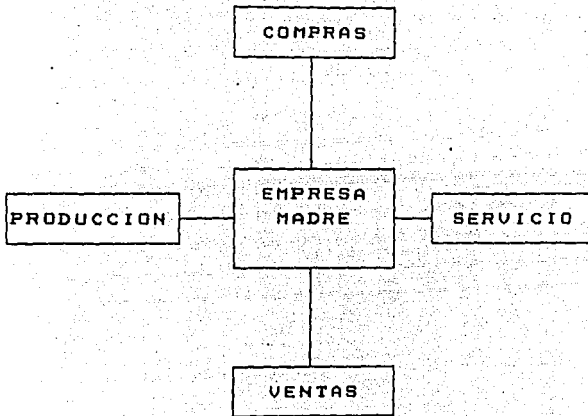 COMPRAS
EMPRESA
MADRE
PRODUCCION
SERVICIO
VENTAS